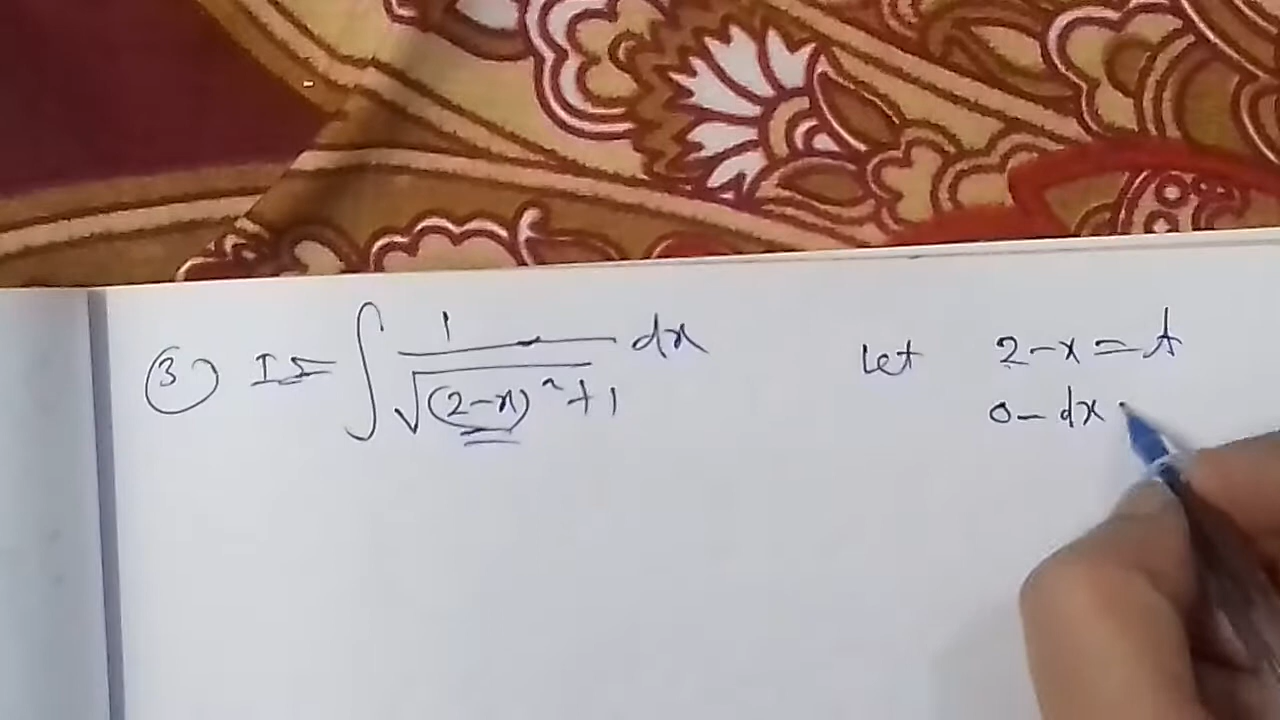 ③ I = ∫ 1/√((2-x)²+1) dx
Let 2-x=t
0-dx